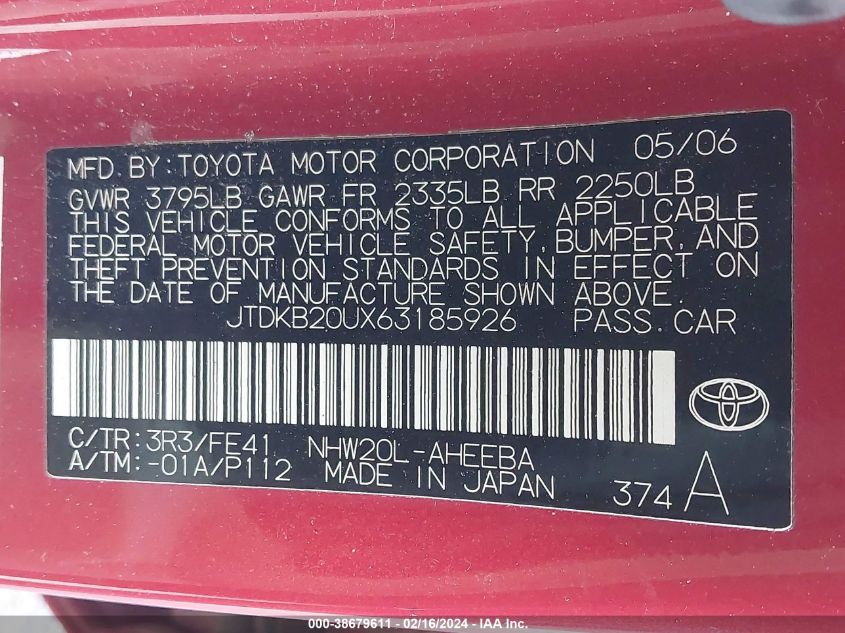 MFD. BY: TOYOTA MOTOR CORPORATION 05/06
GVWR 3795LB GAWR FR 2335LB RR 2250LB
THIS VEHICLE CONFORMS TO ALL APPLICABLE
FEDERAL MOTOR VEHICLE SAFETY, BUMPER, AND
THEFT PREVENTION STANDARDS IN EFFECT ON
THE DATE OF MANUFACTURE SHOWN ABOVE.
JTDKB20UX63185926 PASS. CAR
C/TR: 3R3/FE41 NHW20L-AHEEBA
A/TM: -01A/P112 MADE IN JAPAN 374 A
000-38679611 - 02/16/2024 - IAA Inc.